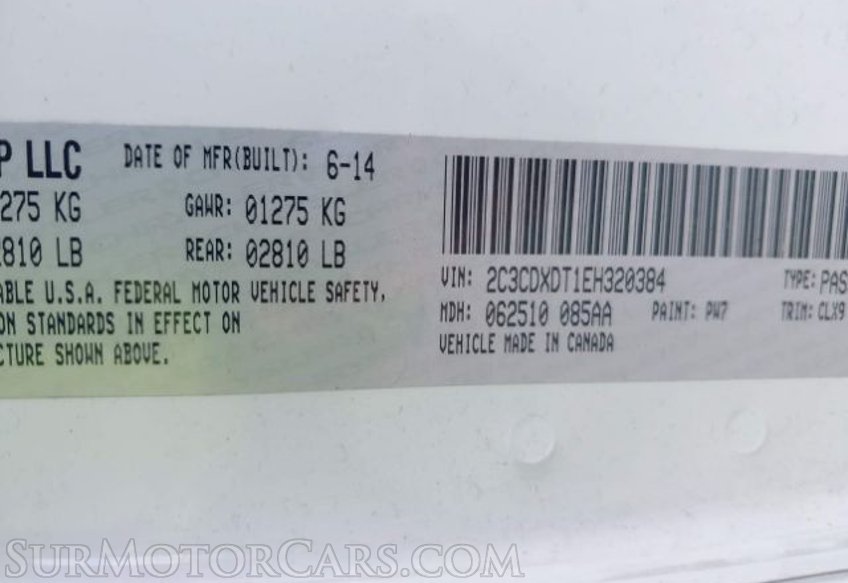 P LLC DATE OF MFR(BUILT): 6-14
275 KG GAWR: 01275 KG
810 LB REAR: 02810 LB
ABLE U.S.A. FEDERAL MOTOR VEHICLE SAFETY,
ON STANDARDS IN EFFECT ON
CTURE SHOWN ABOVE.
VIN: 2C3CDXDT1EH320384 TYPE: PAS
MDH: 062510 085AA PAINT: PW7 TRIM: CLX9
VEHICLE MADE IN CANADA
SURMOTORCARS.COM